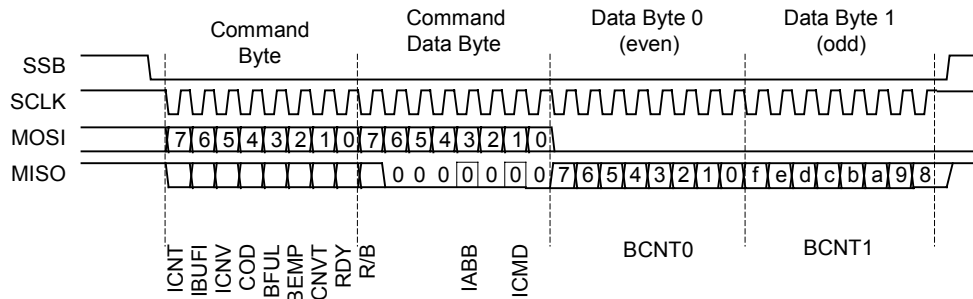 Command
Byte
Command
Data Byte
Data Byte 0
(even)
Data Byte 1
(odd)
SSB
SCLK
MOSI 7 6 5 4 3 2 1 0 7 6 5 4 3 2 1 0
MISO 0 0 0 0 0 0 0 7 6 5 4 3 2 1 0 f e d c b a 9 8
ICNT
IBUFI
ICNV
COD
BFUL
BEMP
CNVT
RDY
R/B
IABB
ICMD
BCNT0
BCNT1